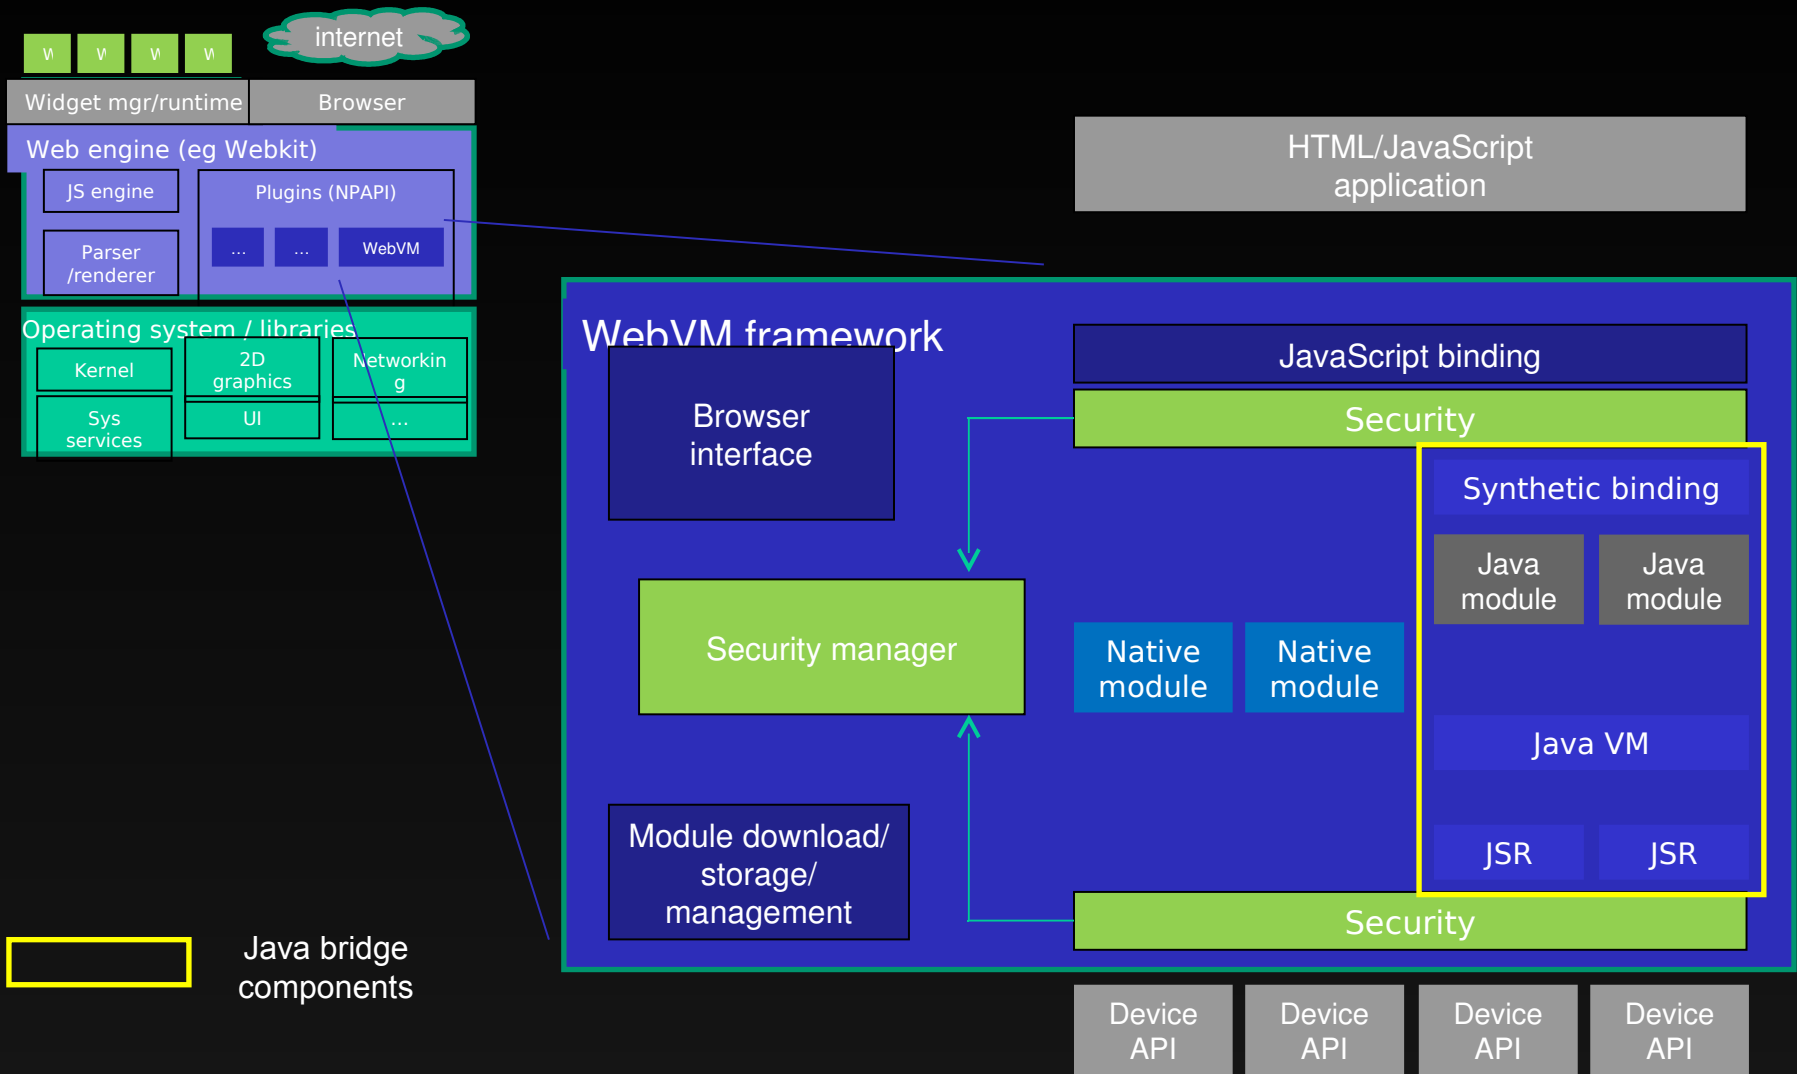 internet
W W W W
Widget mgr/runtime
Browser
Web engine (eg Webkit)
JS engine
Plugins (NPAPI)
Parser
/renderer
...
...
WebVM
Operating system / libraries
Kernel
2D
graphics
Networkin
g
Sys
services
UI
...
Java bridge
components
HTML/JavaScript
application
WebVM framework
JavaScript binding
Browser
interface
Security
Synthetic binding
Java
module
Java
module
Security manager
Native
module
Native
module
Java VM
Module download/
storage/
management
JSR
JSR
Security
Device
API
Device
API
Device
API
Device
API